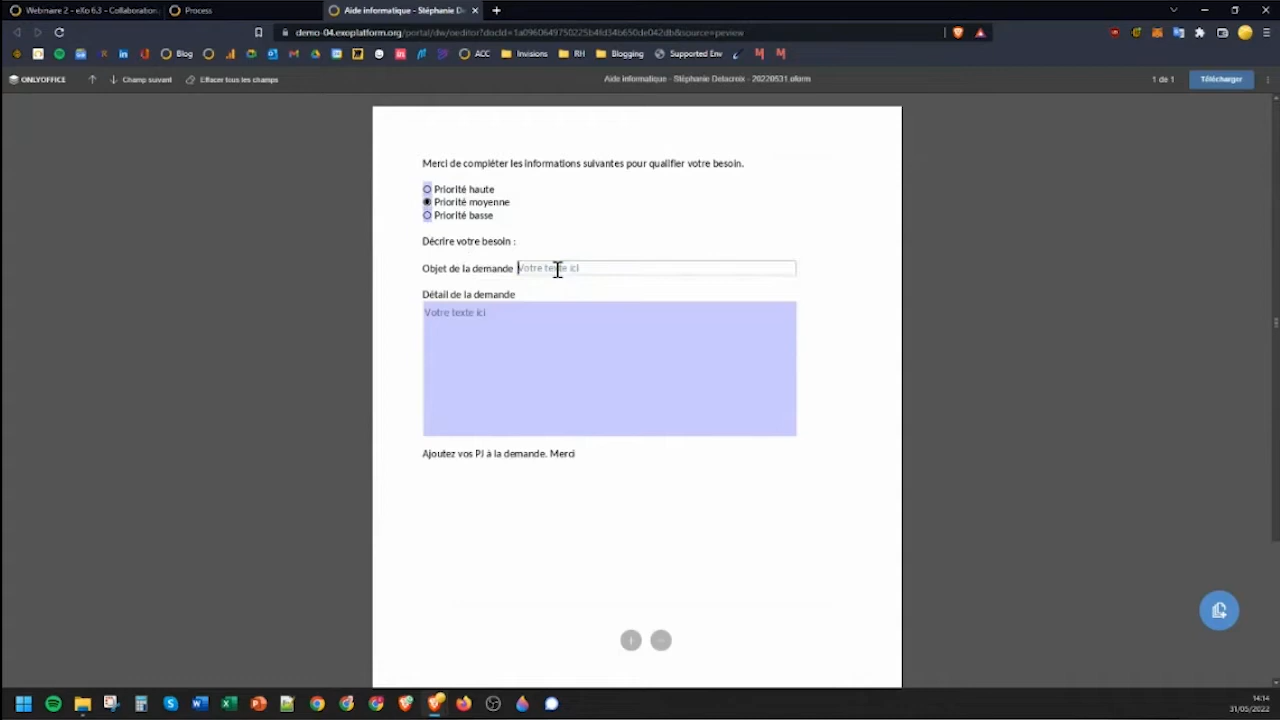 Webinaire 2 - eXo 6.3 - Collaboration
Process
Aide informatique - Stéphanie D
demo-04.exoplatform.org/portal/dw/oeditor?docId=1a0960649750225b4fd34b650de042db&source=peview
Blog
ACC
Invisions
RH
Blogging
Supported Env
ONLYOFFICE
Champ suivant
Effacer tous les champs
Aide informatique - Stéphanie Delacroix - 20220531.oform
1 de 1
Télécharger
Merci de compléter les informations suivantes pour qualifier votre besoin.
Priorité haute
Priorité moyenne
Priorité basse
Décrire votre besoin :
Objet de la demande Votre texte ici
Détail de la demande
Votre texte ici
Ajoutez vos PJ à la demande. Merci
14:14
31/05/2022